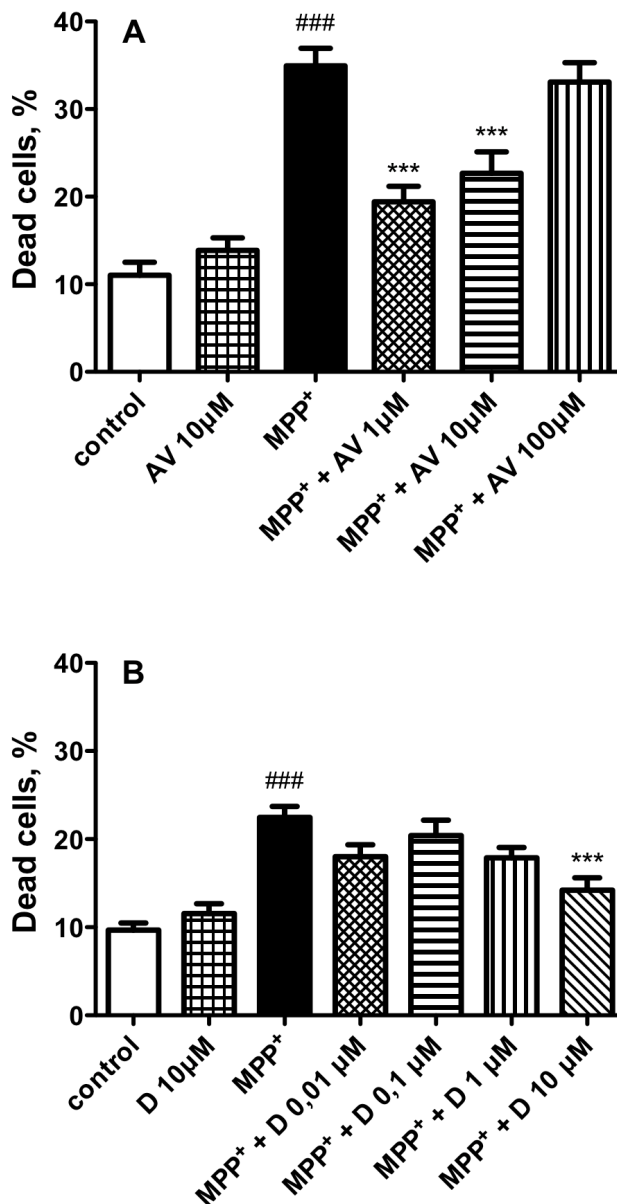 A
Dead cells, %
40
30
20
10
0
###
***
***
control
AV 10µM
MPP⁺
MPP⁺ + AV 1µM
MPP⁺ + AV 10µM
MPP⁺ + AV 100µM
B
Dead cells, %
40
30
20
10
0
###
***
control
D 10µM
MPP⁺
MPP⁺ + D 0,01 µM
MPP⁺ + D 0,1 µM
MPP⁺ + D 1 µM
MPP⁺ + D 10 µM